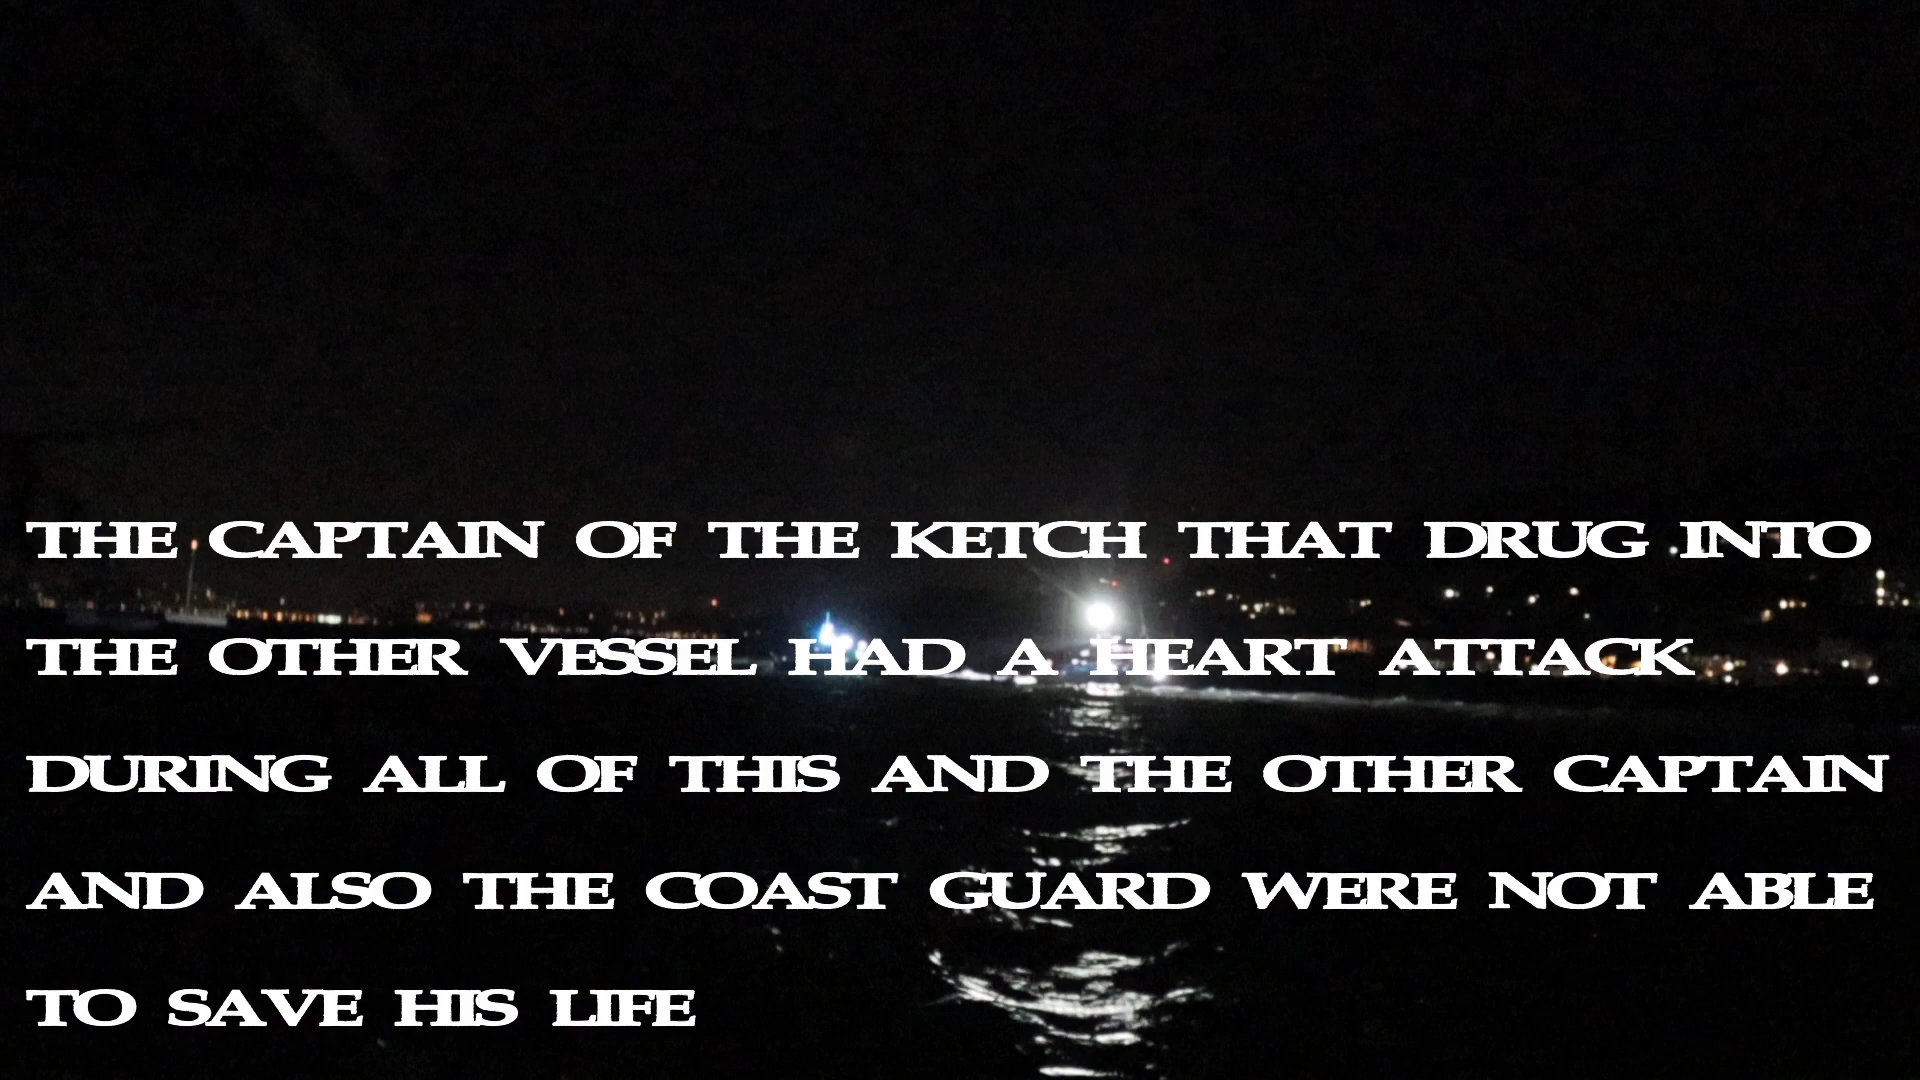 THE CAPTAIN OF THE KETCH THAT DRUG INTO
THE OTHER VESSEL HAD A HEART ATTACK
DURING ALL OF THIS AND THE OTHER CAPTAIN
AND ALSO THE COAST GUARD WERE NOT ABLE
TO SAVE HIS LIFE